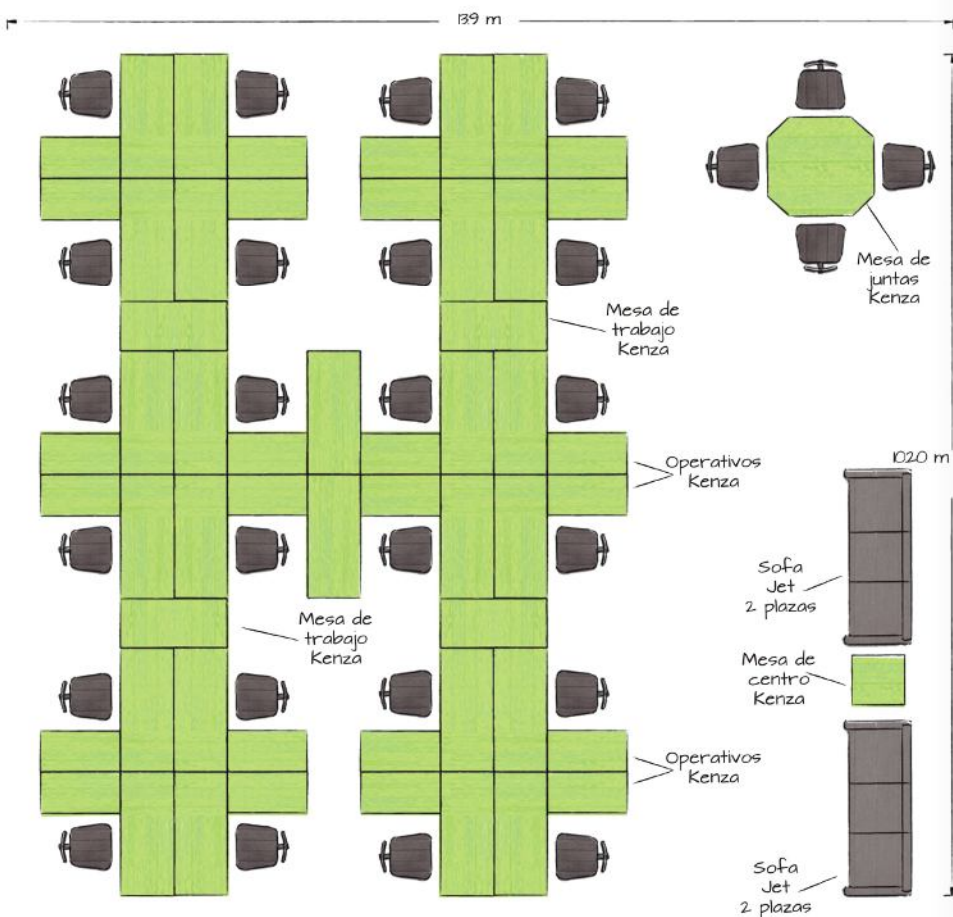 139 m
Mesa de
juntas
Kenza
Mesa de
trabajo
Kenza
1020 m
Operativos
Kenza
Sofa
Jet
2 plazas
Mesa de
trabajo
Kenza
Mesa de
centro
Kenza
Operativos
Kenza
Sofa
Jet
2 plazas